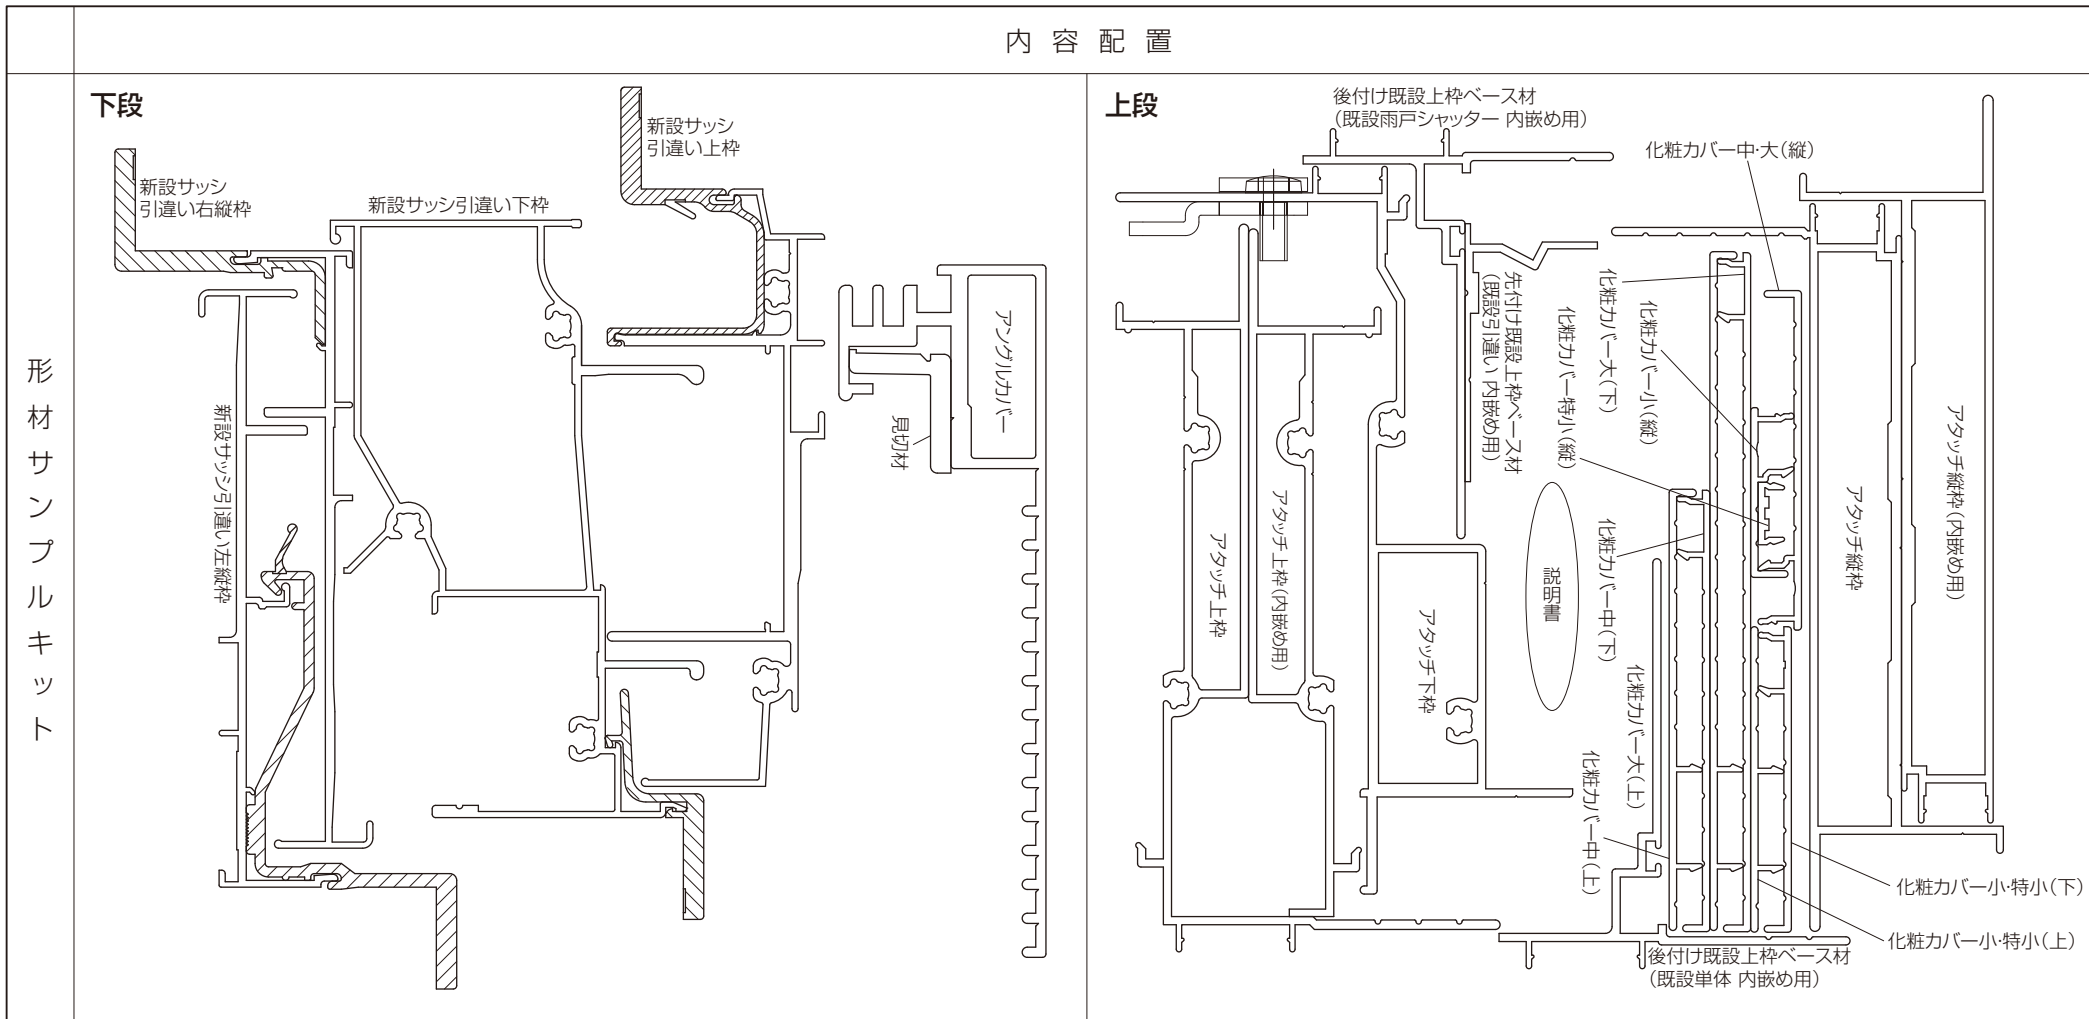 内容配置
形材サンプルキット
下段
新設サッシ
引違い右縦枠
新設サッシ引違い下枠
新設サッシ
引違い上枠
新設サッシ引違い左縦枠
アングルカバー
見切材
上段
後付け既設上枠ベース材
(既設雨戸シャッター 内嵌め用)
化粧カバー中・大(縦)
先付け既設上枠ベース材
(既設引違い 内嵌め用)
化粧カバー大(下)
化粧カバー小(縦)
化粧カバー特小(縦)
アタッチ上枠
アタッチ上枠(内嵌め用)
アタッチ下枠
説明書
化粧カバー中(下)
化粧カバー大(上)
化粧カバー中(上)
アタッチ縦枠
アタッチ縦枠(内嵌め用)
化粧カバー小・特小(下)
化粧カバー小・特小(上)
後付け既設上枠ベース材
(既設単体 内嵌め用)